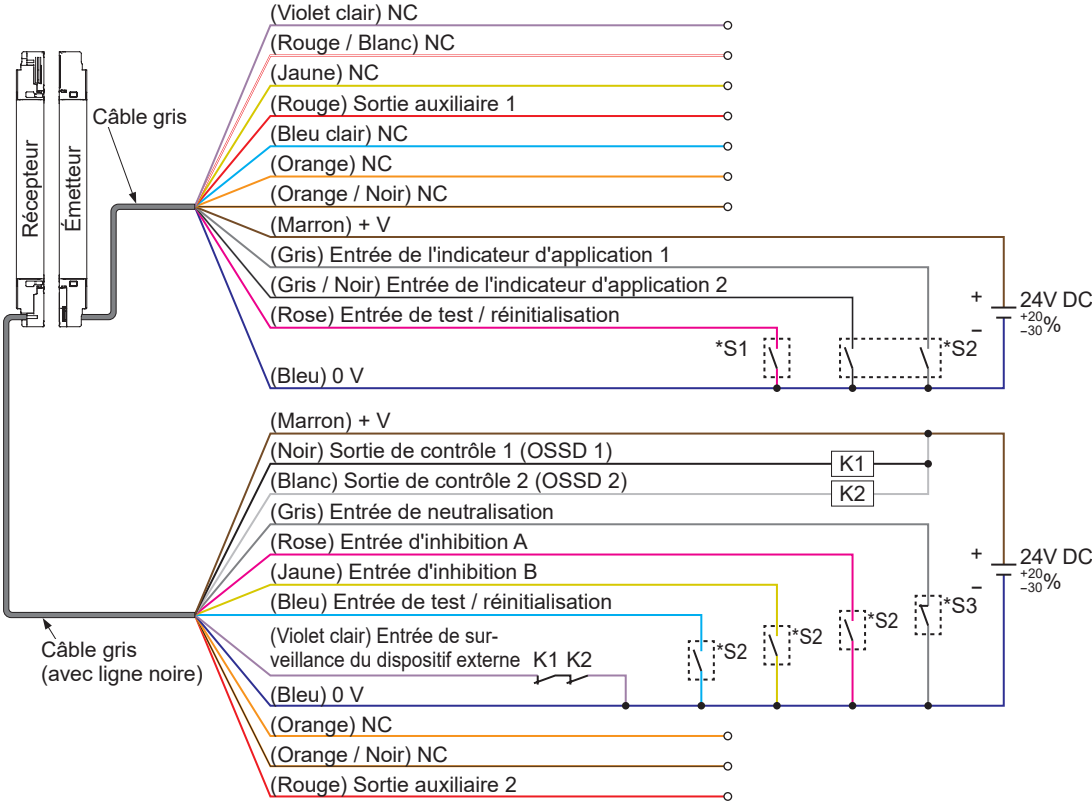 (Violet clair) NC
(Rouge / Blanc) NC
(Jaune) NC
(Rouge) Sortie auxiliaire 1
(Bleu clair) NC
(Orange) NC
(Orange / Noir) NC
(Marron) + V
(Gris) Entrée de l'indicateur d'application 1
(Gris / Noir) Entrée de l'indicateur d'application 2
(Rose) Entrée de test / réinitialisation
(Bleu) 0 V
Récepteur
Émetteur
Câble gris
*S1
*S2
+
−
24V DC
+20
−30 %
(Marron) + V
(Noir) Sortie de contrôle 1 (OSSD 1)
(Blanc) Sortie de contrôle 2 (OSSD 2)
(Gris) Entrée de neutralisation
(Rose) Entrée d'inhibition A
(Jaune) Entrée d'inhibition B
(Bleu) Entrée de test / réinitialisation
(Violet clair) Entrée de sur-
veillance du dispositif externe K1 K2
(Bleu) 0 V
(Orange) NC
(Orange / Noir) NC
(Rouge) Sortie auxiliaire 2
K1
K2
*S2
*S2
*S2
*S3
+
−
24V DC
+20
−30 %
Câble gris
(avec ligne noire)